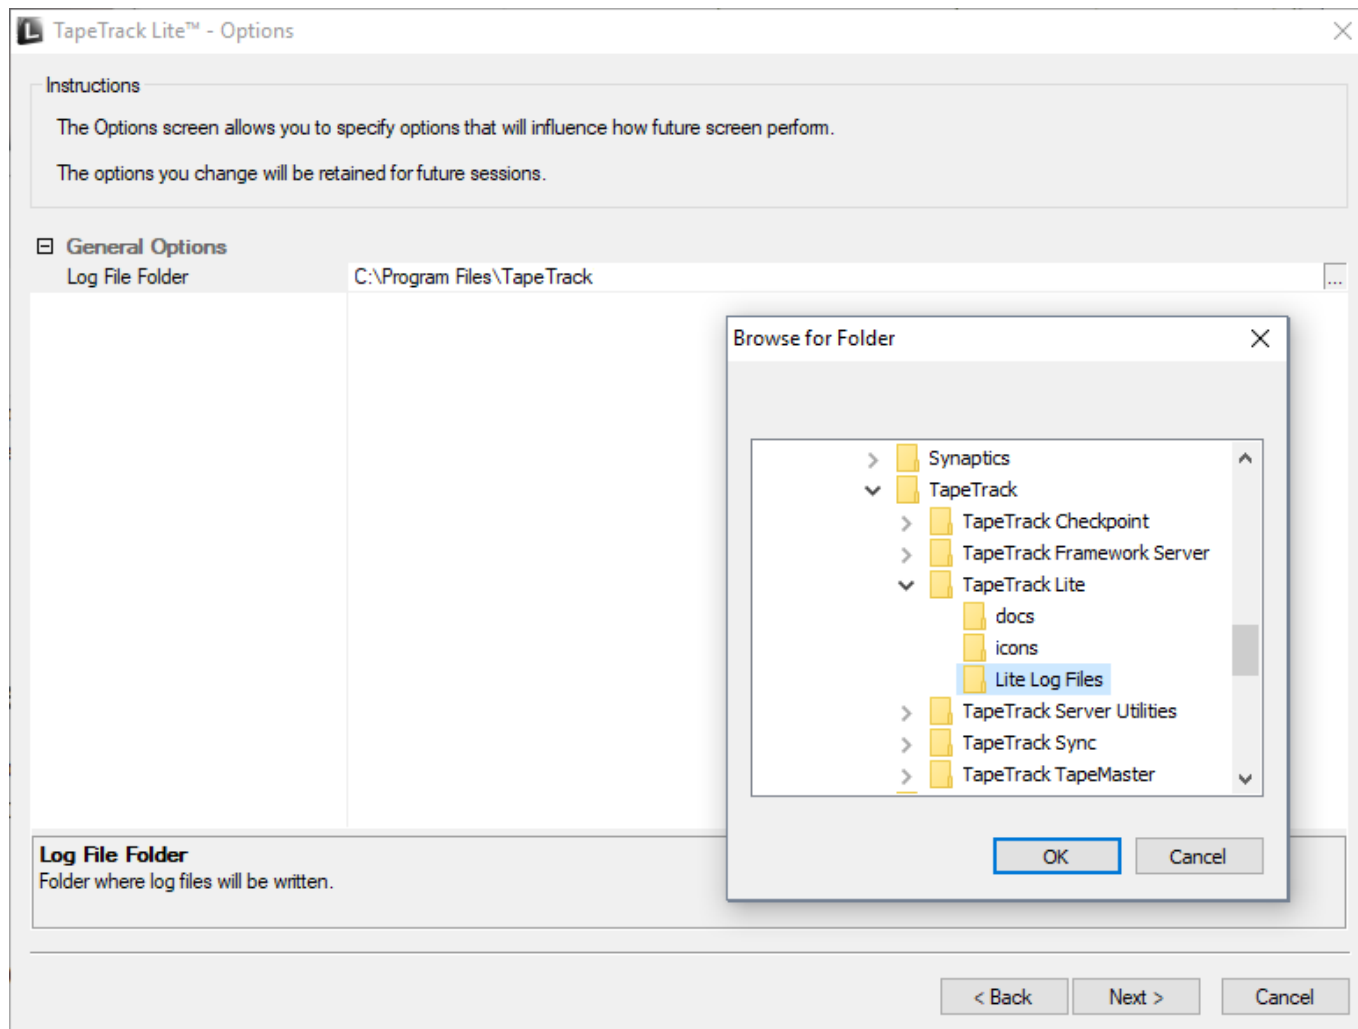 TapeTrack Lite™ - Options
Instructions
The Options screen allows you to specify options that will influence how future screen perform.
The options you change will be retained for future sessions.
General Options
Log File Folder C:\Program Files\TapeTrack ...
Browse for Folder
Synaptics
TapeTrack
TapeTrack Checkpoint
TapeTrack Framework Server
TapeTrack Lite
docs
icons
Lite Log Files
TapeTrack Server Utilities
TapeTrack Sync
TapeTrack TapeMaster
OK Cancel
Log File Folder
Folder where log files will be written.
< Back Next > Cancel